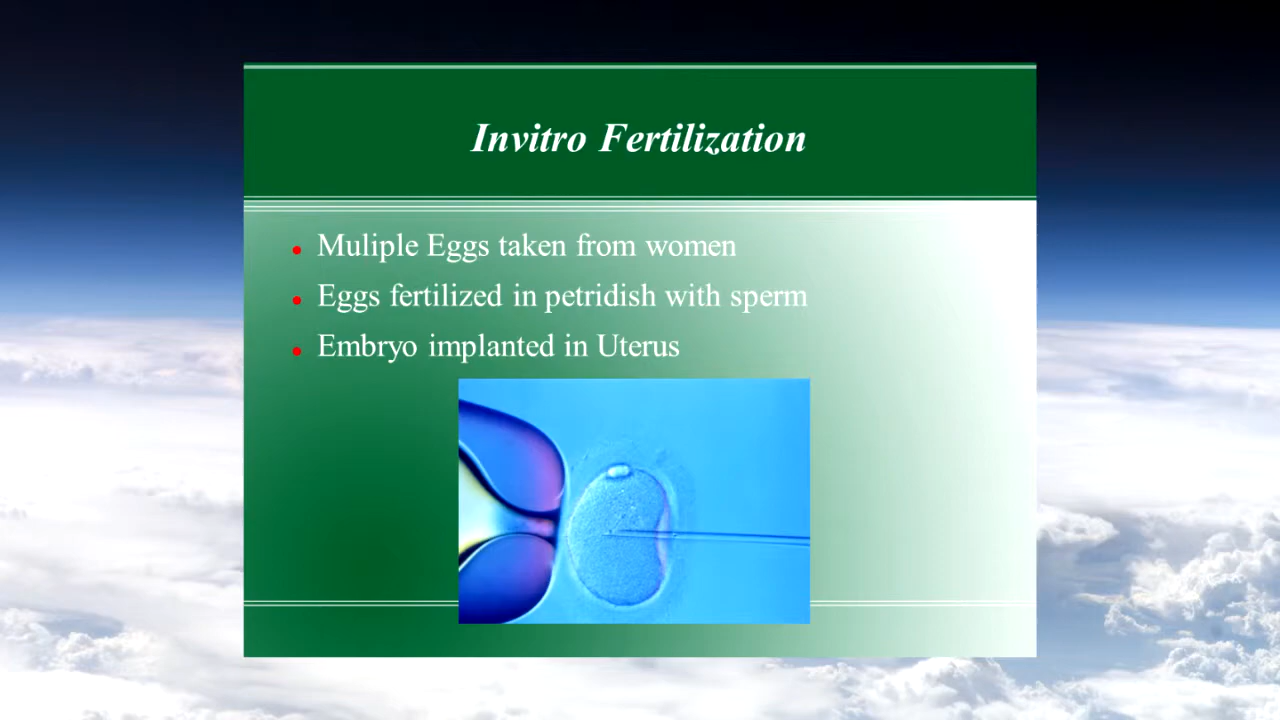 Invitro Fertilization
Muliple Eggs taken from women
Eggs fertilized in petridish with sperm
Embryo implanted in Uterus